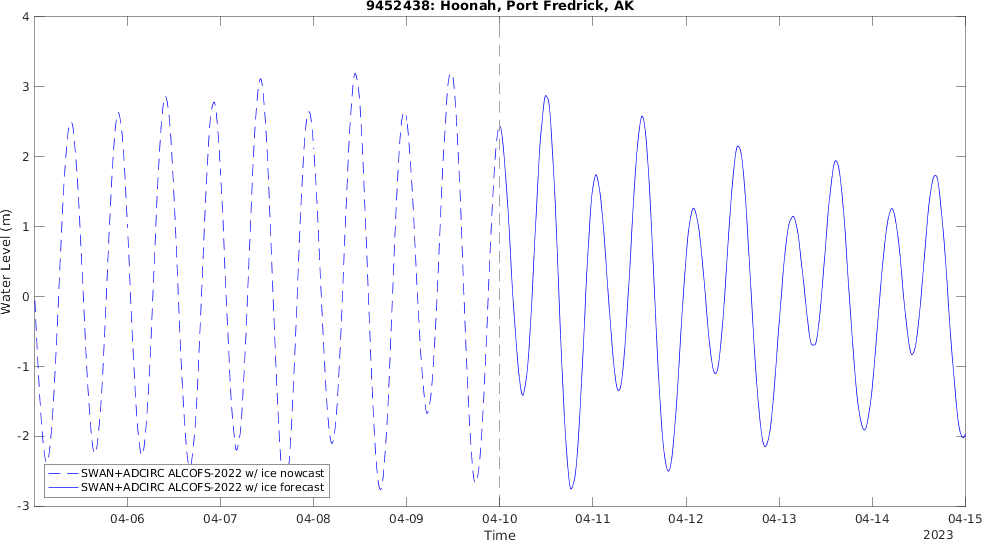 9452438: Hoonah, Port Fredrick, AK
4
3
2
1
0
-1
-2
-3
Water Level (m)
SWAN+ADCIRC ALCOFS-2022 w/ ice nowcast
SWAN+ADCIRC ALCOFS-2022 w/ ice forecast
04-06 04-07 04-08 04-09 04-10 04-11 04-12 04-13 04-14 04-15
Time
2023